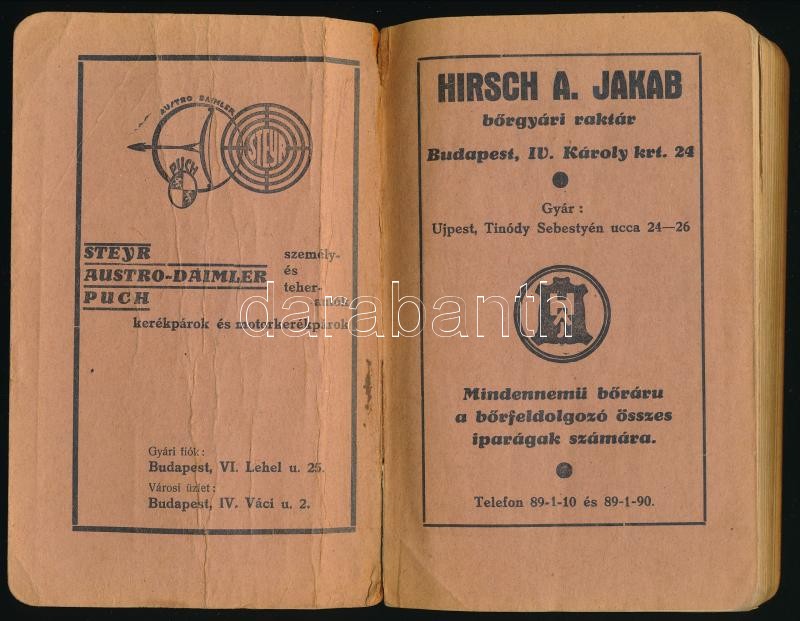 AUSTRO DAIMLER
STEYR
PUCH
STEYR
AUSTRO-DAIMLER
PUCH
személy-
és
teher-
autók
kerékpárok és motorkerékpárok
Gyári fiók:
Budapest, VI. Lehel u. 25.
Városi üzlet:
Budapest, IV. Váci u. 2.
HIRSCH A. JAKAB
bőrgyári raktár
Budapest, IV. Károly krt. 24
Gyár:
Ujpest, Tinódy Sebestyén ucca 24—26
H
Mindennemü bőráru
a bőrfeldolgozó összes
iparágak számára.
Telefon 89-1-10 és 89-1-90.
darabanth